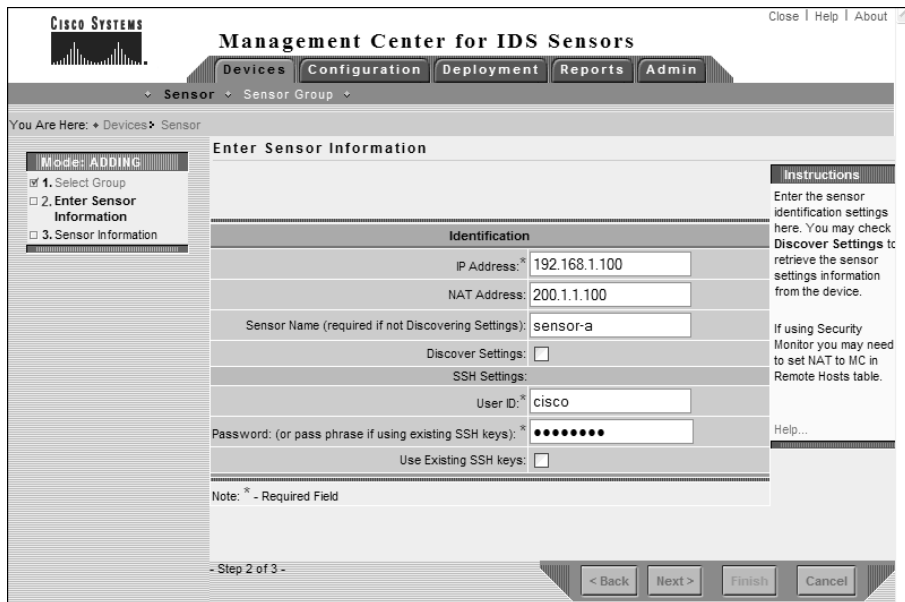 Close | Help | About
CISCO SYSTEMS
Management Center for IDS Sensors
Devices Configuration Deployment Reports Admin
Sensor Sensor Group
You Are Here: Devices Sensor
Mode: ADDING
1. Select Group
2. Enter Sensor
Information
3. Sensor Information
Enter Sensor Information
Identification
IP Address:* 192.168.1.100
NAT Address: 200.1.1.100
Sensor Name (required if not Discovering Settings): sensor-a
Discover Settings:
SSH Settings:
User ID:* cisco
Password: (or pass phrase if using existing SSH keys): * ●●●●●●●●
Use Existing SSH keys:
Note: * - Required Field
Instructions
Enter the sensor
identification settings
here. You may check
Discover Settings to
retrieve the sensor
settings information
from the device.
If using Security
Monitor you may need
to set NAT to MC in
Remote Hosts table.
Help...
- Step 2 of 3 -
< Back Next > Finish Cancel